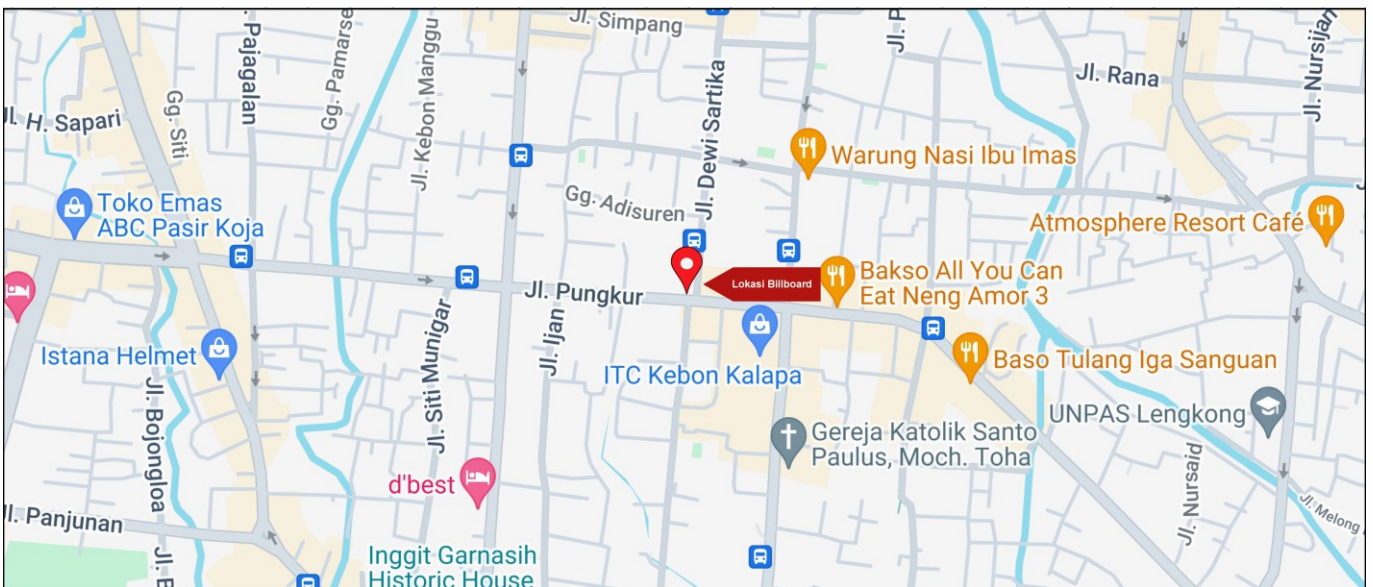 Jl. Simpang
Jl. Pajagalan
Gg. Pamarse
Jl. Kebon Manggu
Jl. Dewi Sartika
Jl. P
Jl. Rana
Jl. Nursijan
Jl. H. Sapari
Gg. Siti
Warung Nasi Ibu Imas
Toko Emas
ABC Pasir Koja
Gg. Adisuren
Atmosphere Resort Café
Lokasi Billboard
Bakso All You Can
Eat Neng Amor 3
Jl. Pungkur
Istana Helmet
Jl. Siti Munigar
Jl. Ijan
ITC Kebon Kalapa
Baso Tulang Iga Sanguan
Jl. Bojongloa
UNPAS Lengkong
Gereja Katolik Santo
Paulus, Moch. Toha
d'best
Jl. Nursaid
Jl. Melong
Jl. Panjunan
Inggit Garnasih
Historic House
Jl. B